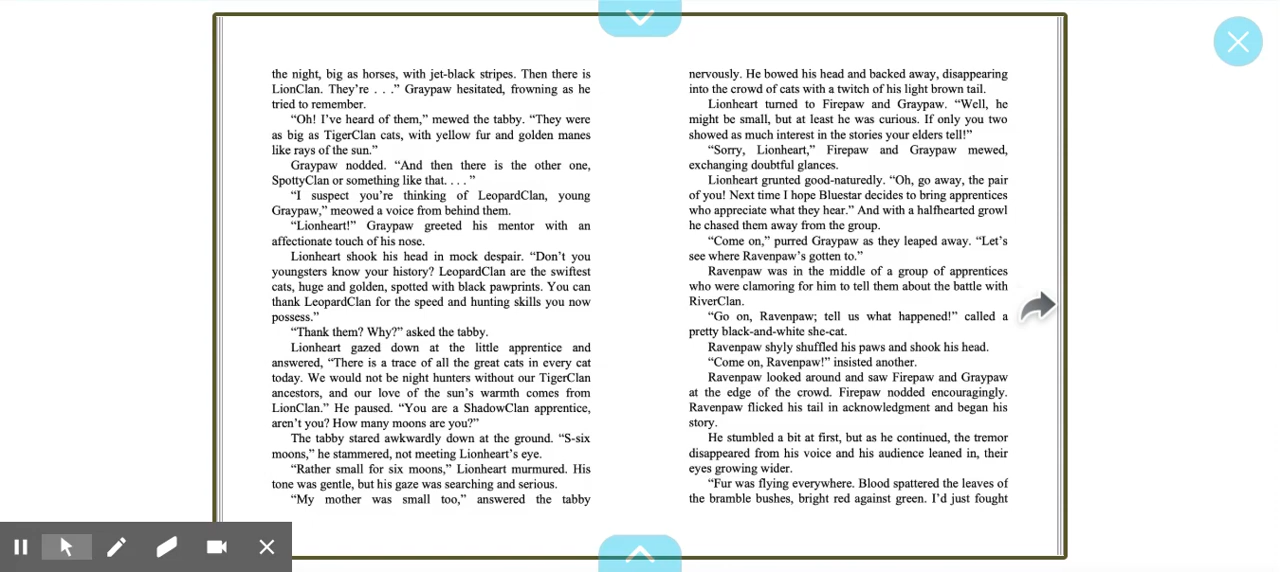 the night, big as horses, with jet-black stripes. Then there is
LionClan. They're . . .” Graypaw hesitated, frowning as he
tried to remember.
“Oh! I've heard of them,” mewed the tabby. “They were
as big as TigerClan cats, with yellow fur and golden manes
like rays of the sun.”
Graypaw nodded. “And then there is the other one,
SpottyClan or something like that. . . . ”
“I suspect you're thinking of LeopardClan, young
Graypaw,” meowed a voice from behind them.
“Lionheart!” Graypaw greeted his mentor with an
affectionate touch of his nose.
Lionheart shook his head in mock despair. “Don't you
youngsters know your history? LeopardClan are the swiftest
cats, huge and golden, spotted with black pawprints. You can
thank LeopardClan for the speed and hunting skills you now
possess.”
“Thank them? Why?” asked the tabby.
Lionheart gazed down at the little apprentice and
answered, “There is a trace of all the great cats in every cat
today. We would not be night hunters without our TigerClan
ancestors, and our love of the sun's warmth comes from
LionClan.” He paused. “You are a ShadowClan apprentice,
aren't you? How many moons are you?”
The tabby stared awkwardly down at the ground. “S-six
moons,” he stammered, not meeting Lionheart's eye.
“Rather small for six moons,” Lionheart murmured. His
tone was gentle, but his gaze was searching and serious.
“My mother was small too,” answered the tabby
nervously. He bowed his head and backed away, disappearing
into the crowd of cats with a twitch of his light brown tail.
Lionheart turned to Firepaw and Graypaw. “Well, he
might be small, but at least he was curious. If only you two
showed as much interest in the stories your elders tell!”
“Sorry, Lionheart,” Firepaw and Graypaw mewed,
exchanging doubtful glances.
Lionheart grunted good-naturedly. “Oh, go away, the pair
of you! Next time I hope Bluestar decides to bring apprentices
who appreciate what they hear.” And with a halfhearted growl
he chased them away from the group.
“Come on,” purred Graypaw as they leaped away. “Let's
see where Ravenpaw's gotten to.”
Ravenpaw was in the middle of a group of apprentices
who were clamoring for him to tell them about the battle with
RiverClan.
“Go on, Ravenpaw; tell us what happened!” called a
pretty black-and-white she-cat.
Ravenpaw shyly shuffled his paws and shook his head.
“Come on, Ravenpaw!” insisted another.
Ravenpaw looked around and saw Firepaw and Graypaw
at the edge of the crowd. Firepaw nodded encouragingly.
Ravenpaw flicked his tail in acknowledgment and began his
story.
He stumbled a bit at first, but as he continued, the tremor
disappeared from his voice and his audience leaned in, their
eyes growing wider.
“Fur was flying everywhere. Blood spattered the leaves of
the bramble bushes, bright red against green. I'd just fought